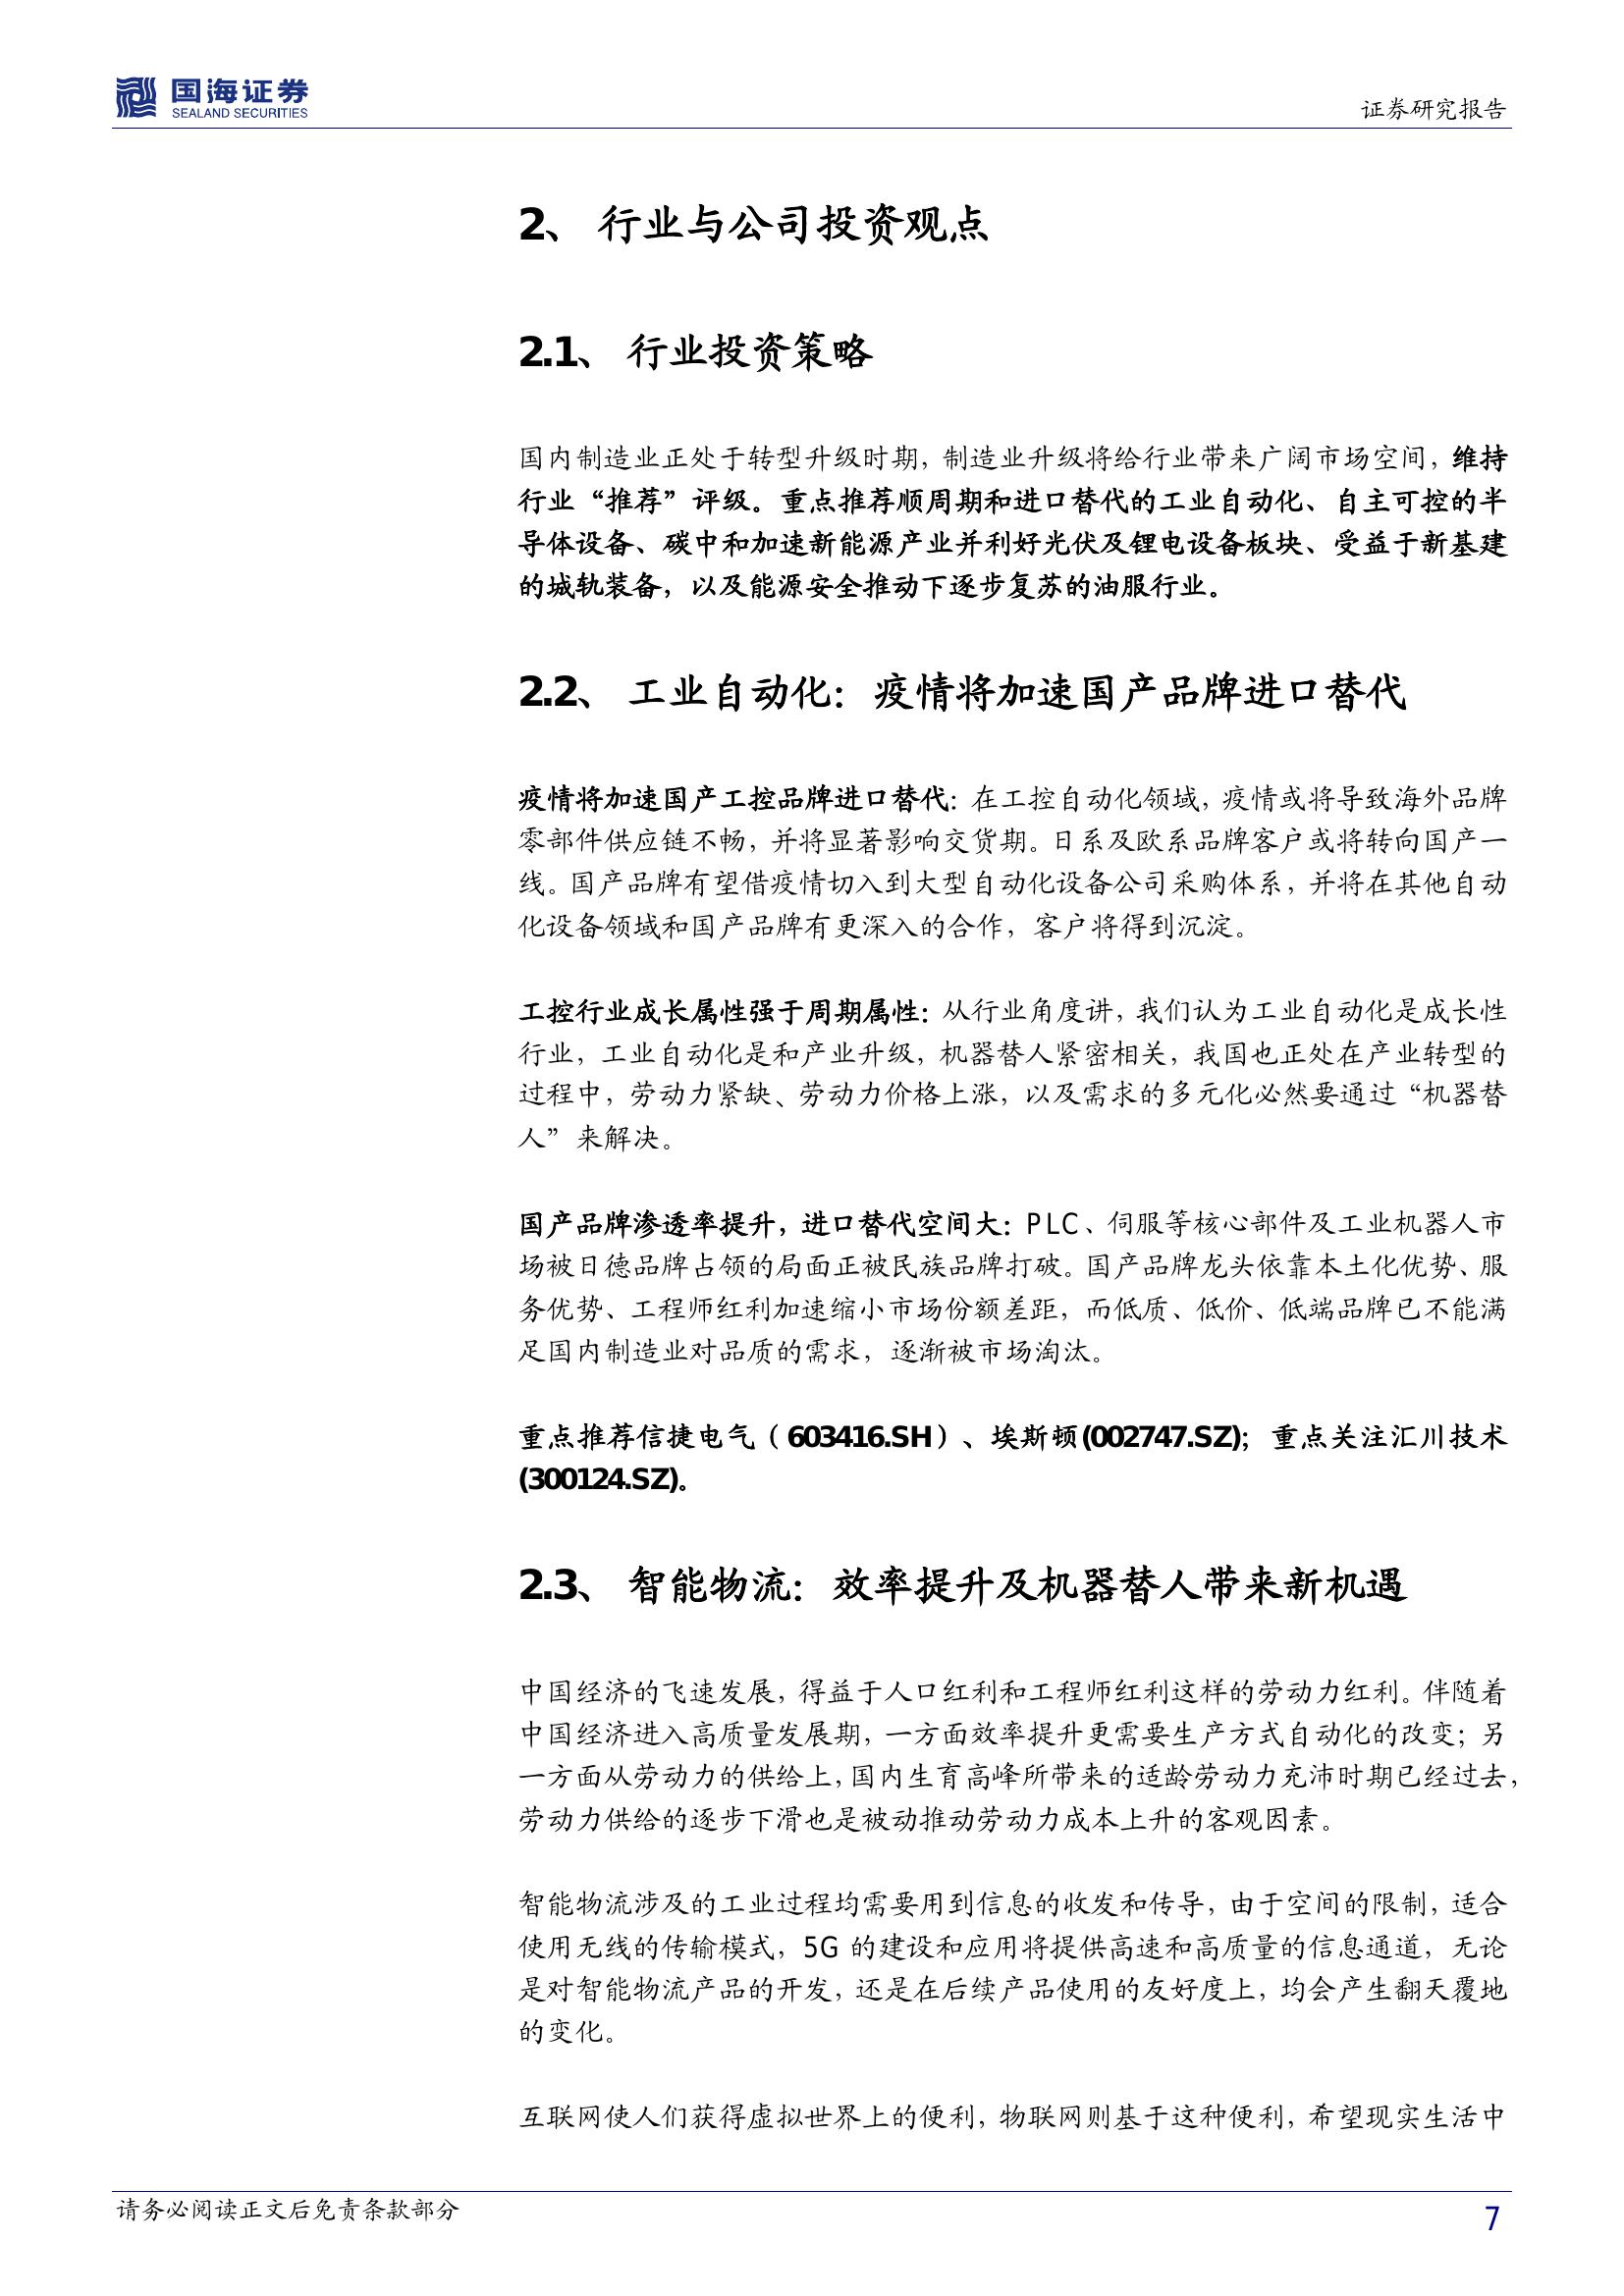 国海证券
SEALAND SECURITIES
证券研究报告
2、 行业与公司投资观点
2.1、 行业投资策略
国内制造业正处于转型升级时期，制造业升级将给行业带来广阔市场空间，维持
行业“推荐”评级。重点推荐顺周期和进口替代的工业自动化、自主可控的半
导体设备、碳中和加速新能源产业并利好光伏及锂电设备板块、受益于新基建
的城轨装备，以及能源安全推动下逐步复苏的油服行业。
2.2、 工业自动化：疫情将加速国产品牌进口替代
疫情将加速国产工控品牌进口替代：在工控自动化领域，疫情或将导致海外品牌
零部件供应链不畅，并将显著影响交货期。日系及欧系品牌客户或将转向国产一
线。国产品牌有望借疫情切入到大型自动化设备公司采购体系，并将在其他自动
化设备领域和国产品牌有更深入的合作，客户将得到沉淀。
工控行业成长属性强于周期属性：从行业角度讲，我们认为工业自动化是成长性
行业，工业自动化是和产业升级，机器替人紧密相关，我国也正处在产业转型的
过程中，劳动力紧缺、劳动力价格上涨，以及需求的多元化必然要通过“机器替
人”来解决。
国产品牌渗透率提升，进口替代空间大：PLC、伺服等核心部件及工业机器人市
场被日德品牌占领的局面正被民族品牌打破。国产品牌龙头依靠本土化优势、服
务优势、工程师红利加速缩小市场份额差距，而低质、低价、低端品牌已不能满
足国内制造业对品质的需求，逐渐被市场淘汰。
重点推荐信捷电气（603416.SH）、埃斯顿(002747.SZ)；重点关注汇川技术
(300124.SZ)。
2.3、 智能物流：效率提升及机器替人带来新机遇
中国经济的飞速发展，得益于人口红利和工程师红利这样的劳动力红利。伴随着
中国经济进入高质量发展期，一方面效率提升更需要生产方式自动化的改变；另
一方面从劳动力的供给上，国内生育高峰所带来的适龄劳动力充沛时期已经过去，
劳动力供给的逐步下滑也是被动推动劳动力成本上升的客观因素。
智能物流涉及的工业过程均需要用到信息的收发和传导，由于空间的限制，适合
使用无线的传输模式，5G 的建设和应用将提供高速和高质量的信息通道，无论
是对智能物流产品的开发，还是在后续产品使用的友好度上，均会产生翻天覆地
的变化。
互联网使人们获得虚拟世界上的便利，物联网则基于这种便利，希望现实生活中
请务必阅读正文后免责条款部分
7